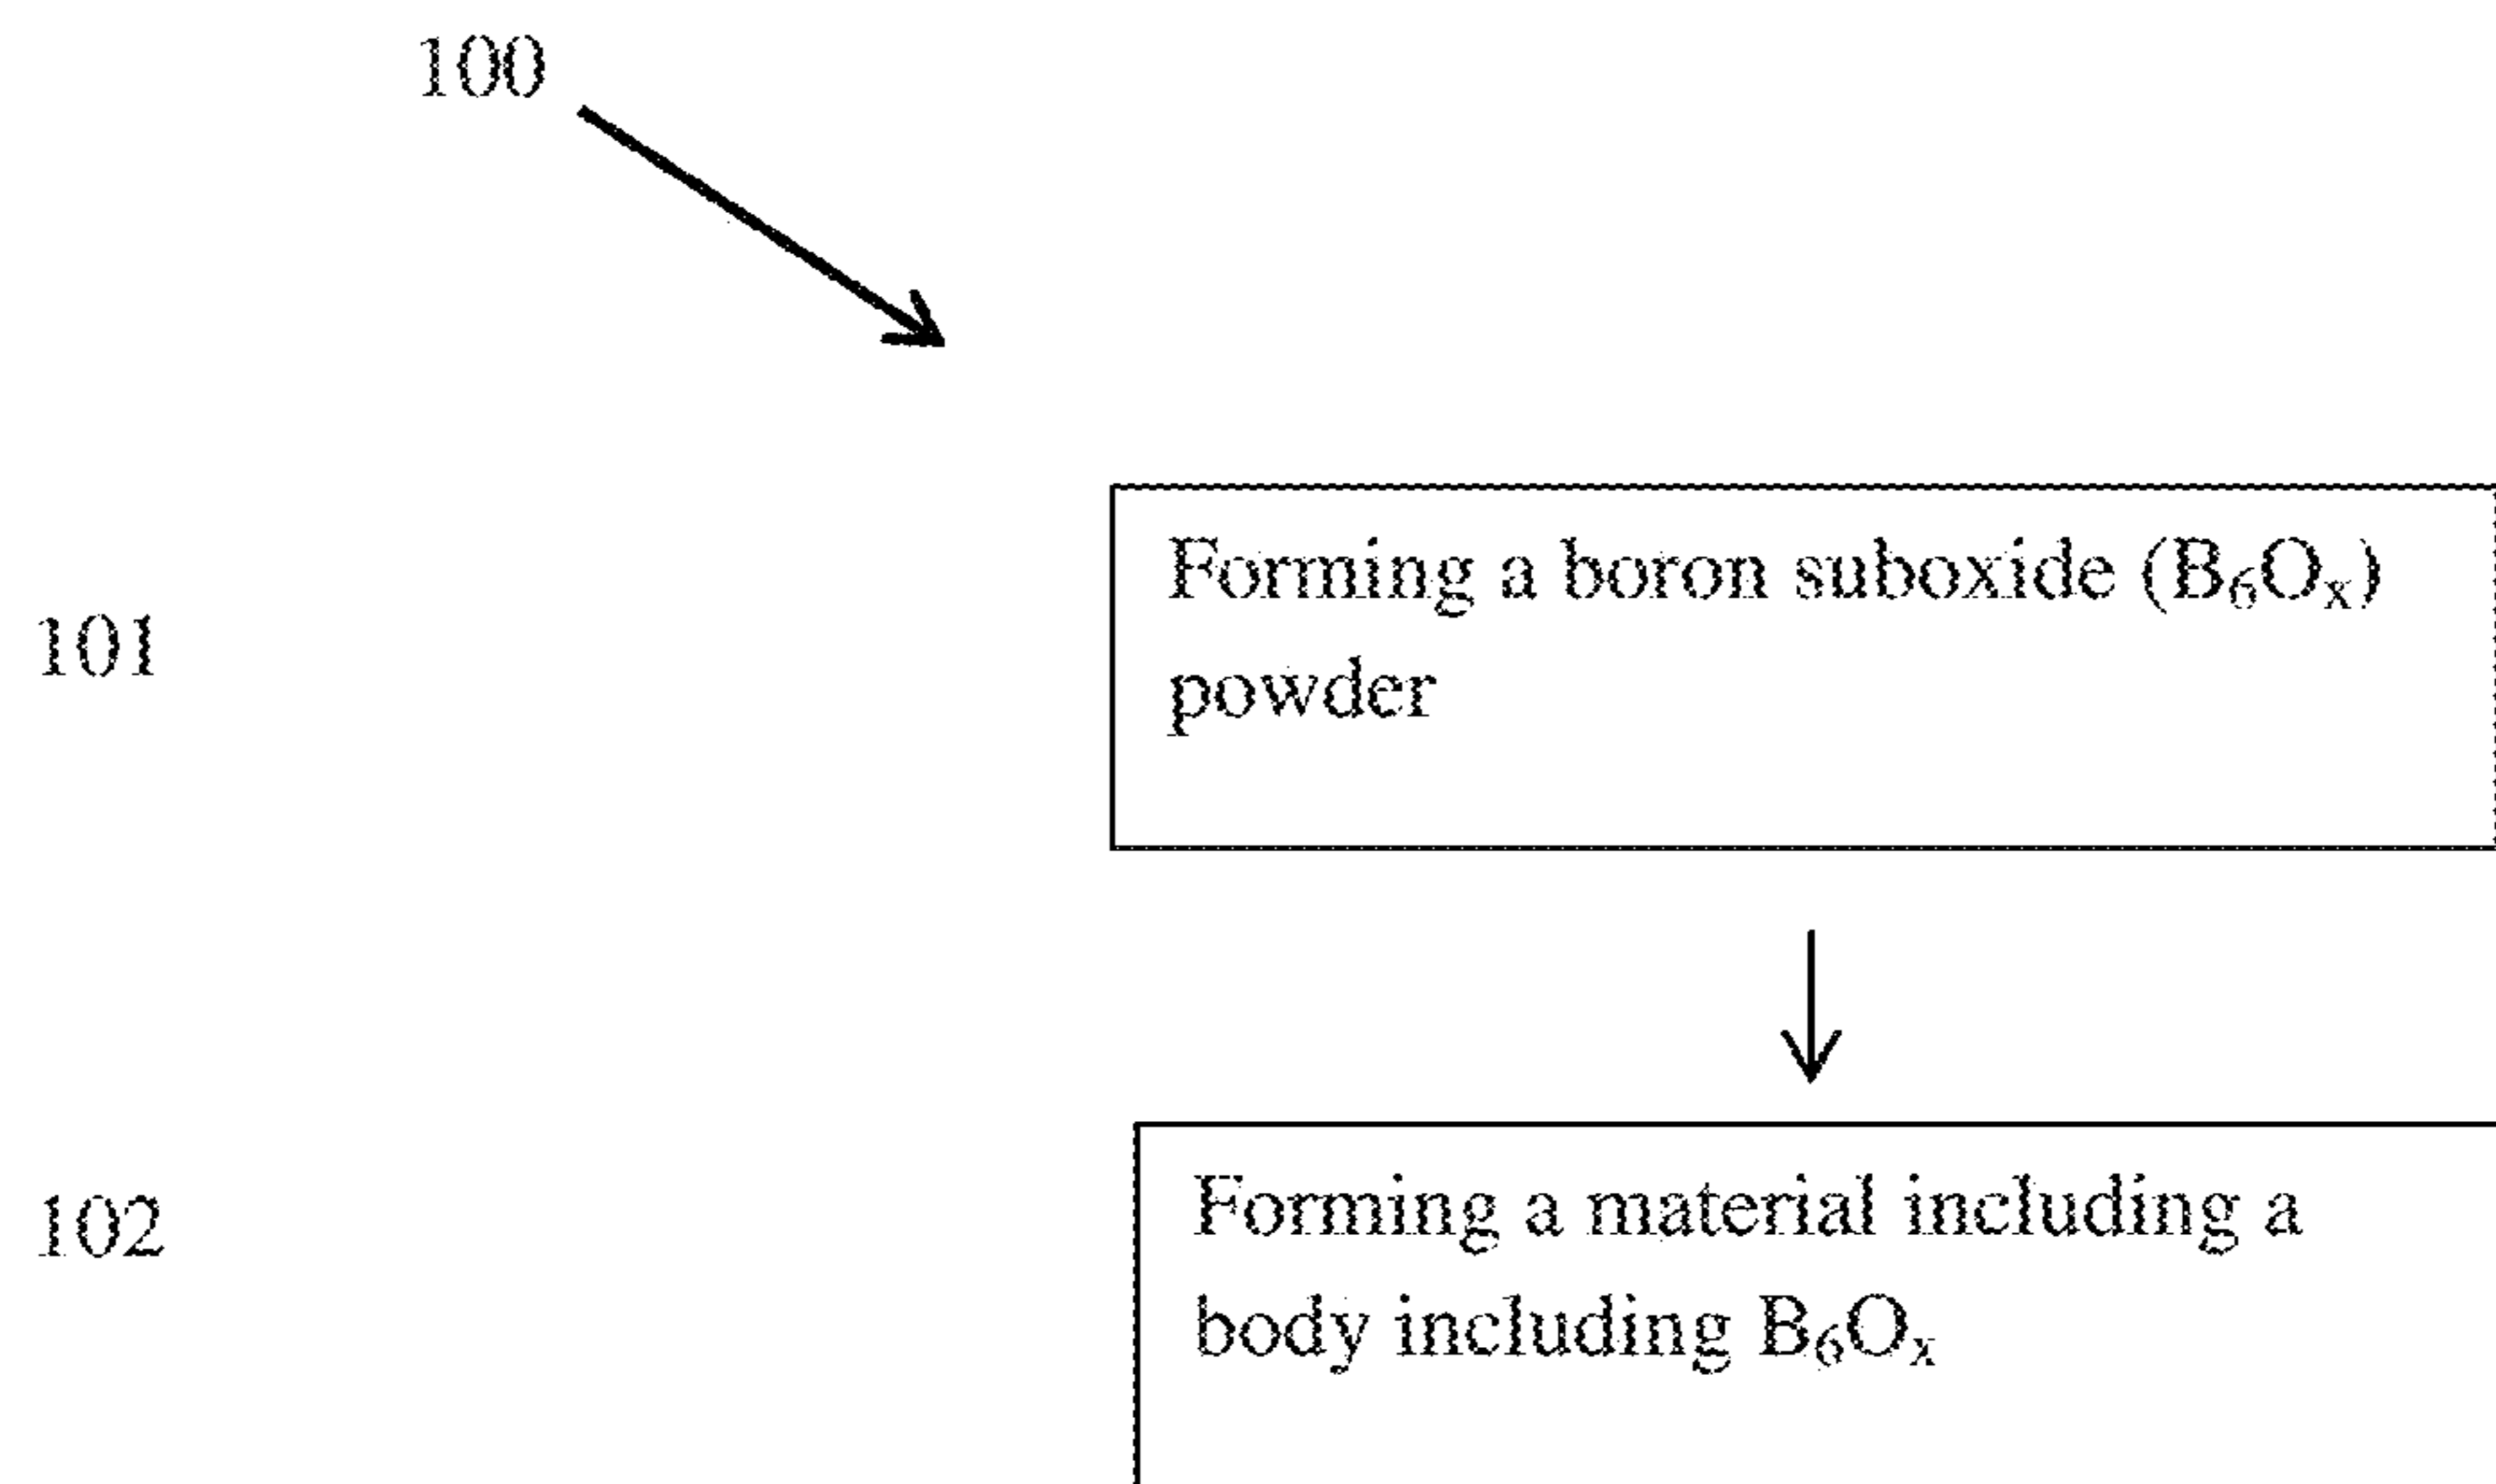 100
101
Forming a boron suboxide (B₆Oₓ)
powder
102
Forming a material including a
body including B₆Oₓ